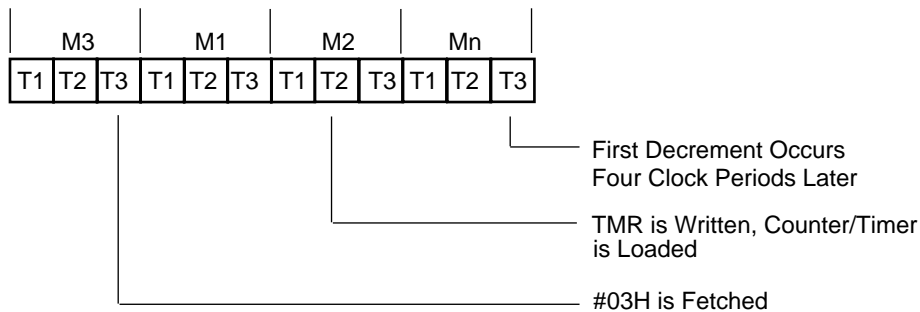 M3 M1 M2 Mn
T1 T2 T3 T1 T2 T3 T1 T2 T3 T1 T2 T3
First Decrement Occurs
Four Clock Periods Later
TMR is Written, Counter/Timer
is Loaded
#03H is Fetched